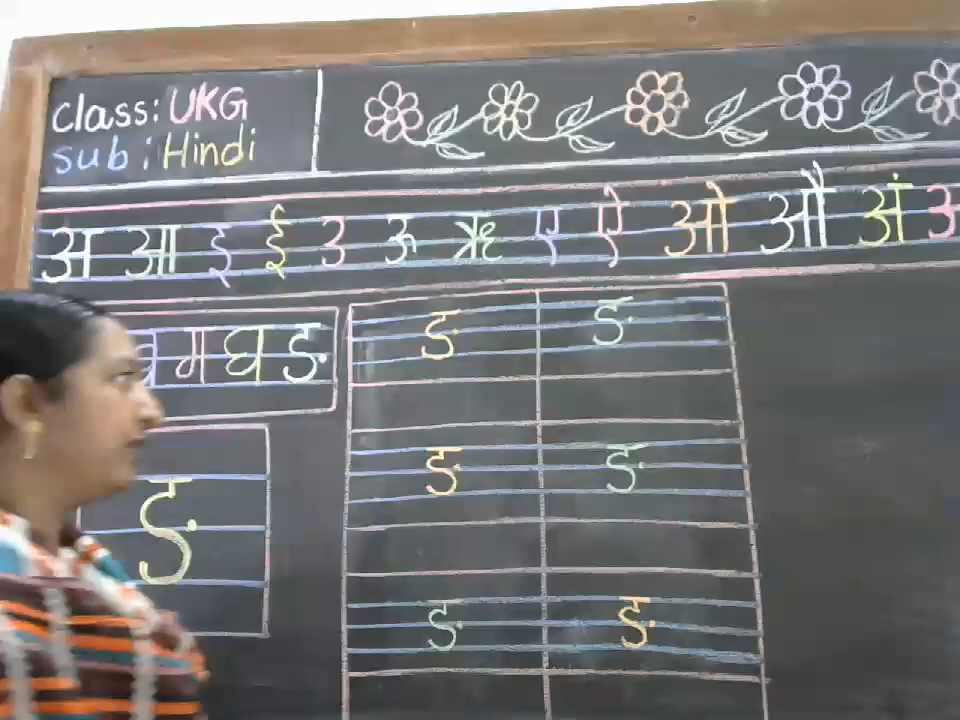 class: UKG
sub: Hindi
अ आ इ ई उ ऊ ऋ ए ऐ ओ औ अं
ग घ ङ
ङ ङ
ङ
ङ ङ
ङ ङ